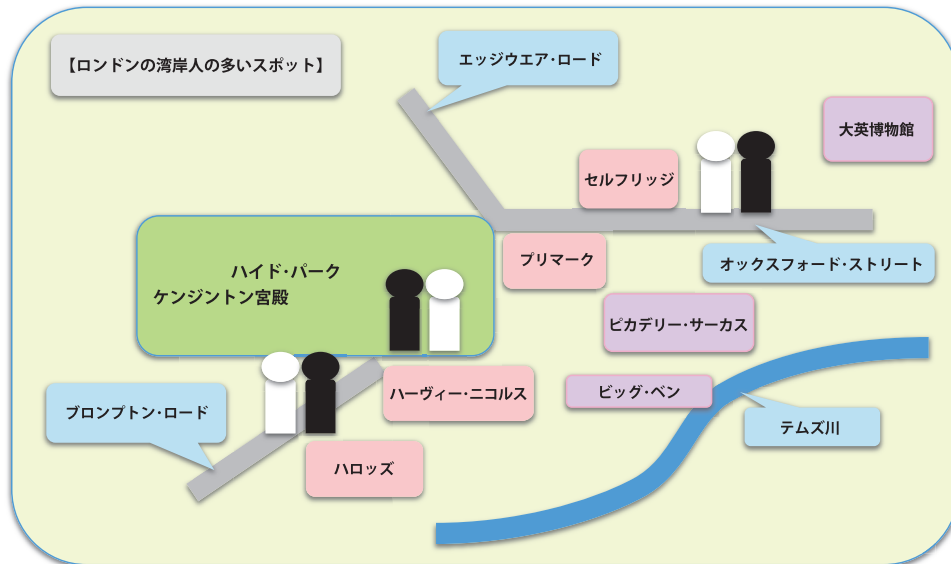 【ロンドンの湾岸人の多いスポット】
エッジウエア・ロード
大英博物館
セルフリッジ
オックスフォード・ストリート
プリマーク
ハイド・パーク
ケンジントン宮殿
ピカデリー・サーカス
ハーヴィー・ニコルス
ビッグ・ベン
ブロンプトン・ロード
テムズ川
ハロッズ